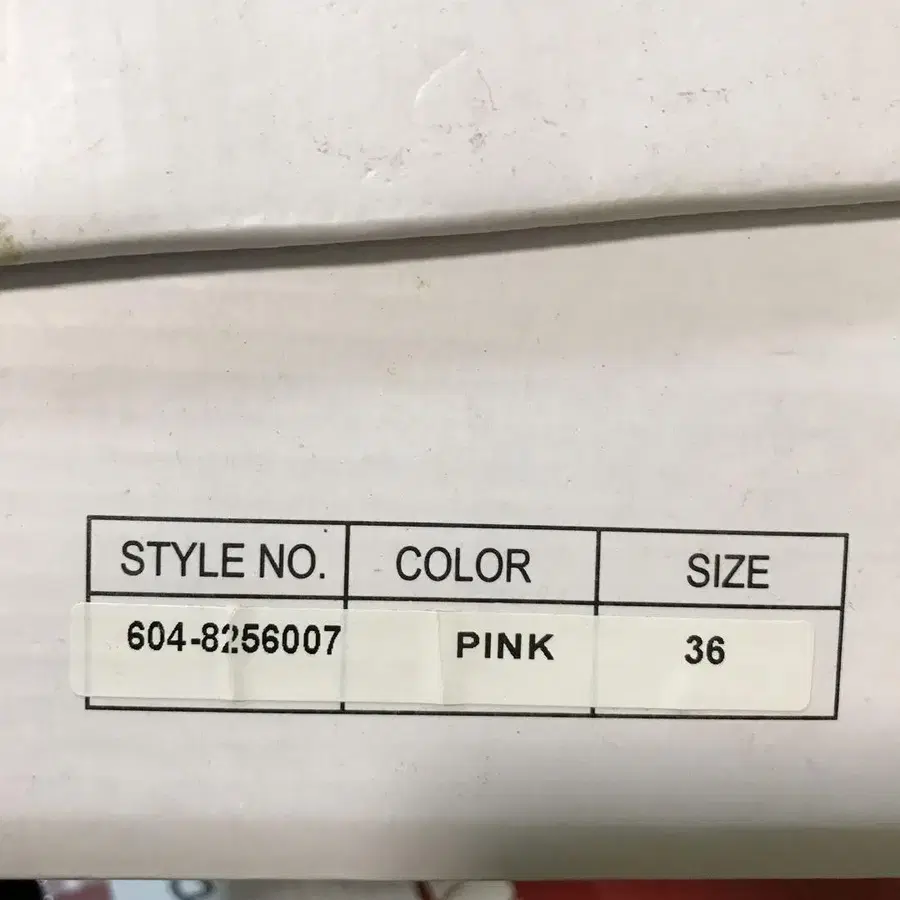 STYLE NO. COLOR SIZE
604-8256007 PINK 36